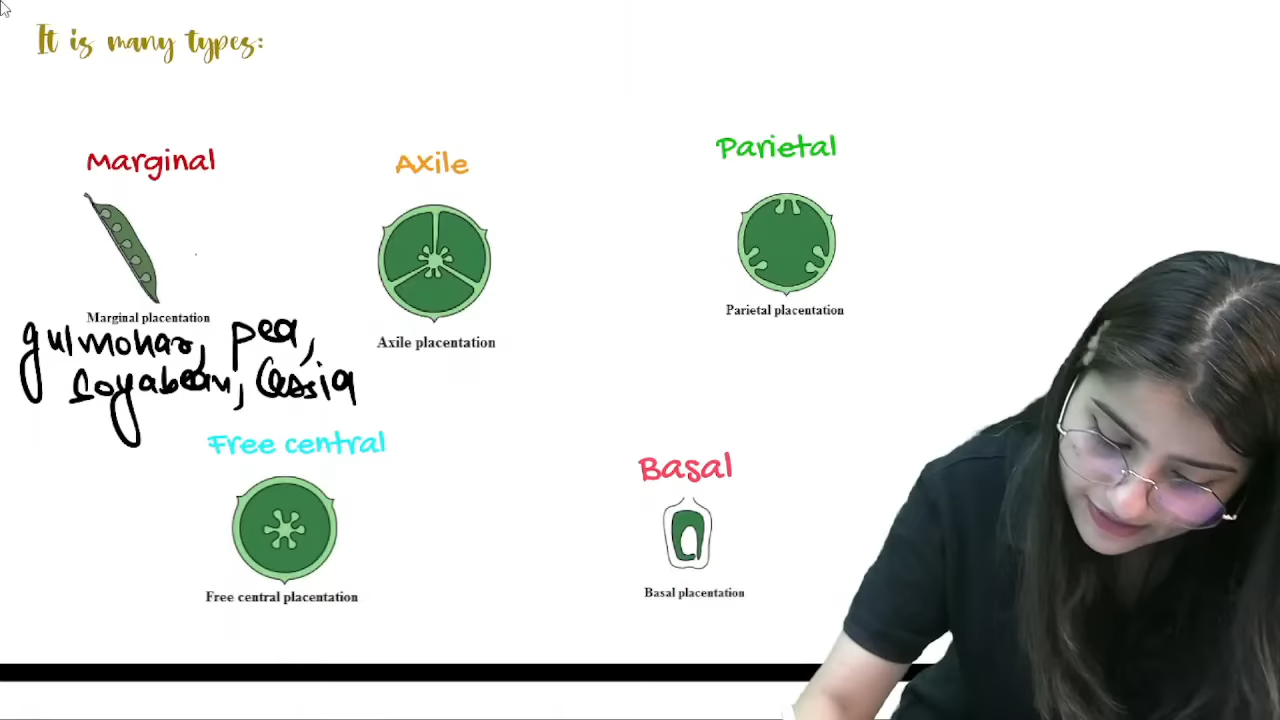 It is many types:
Marginal
Axile
Parietal
Marginal placentation
Axile placentation
Parietal placentation
gulmohar, pea,
soyabean, Cassia
Free central
Basal
Free central placentation
Basal placentation